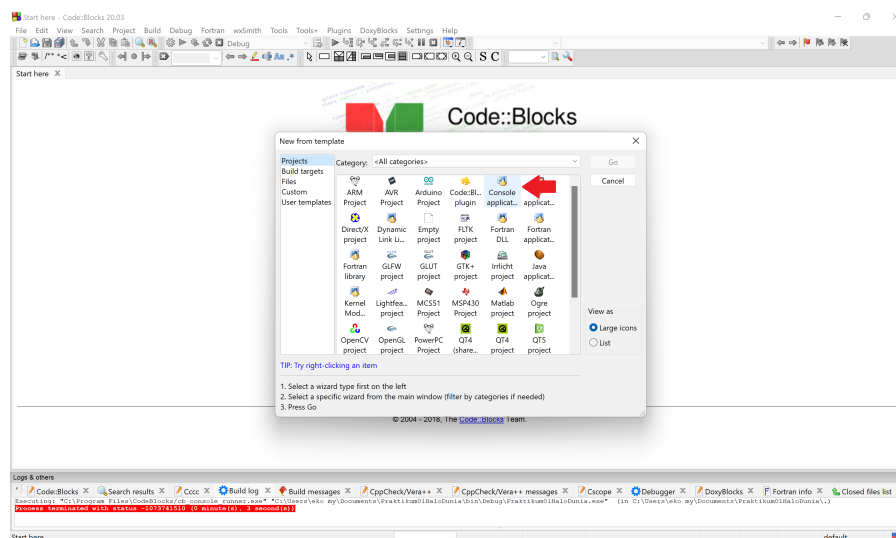 Start here - Code::Blocks 20.03
File Edit View Search Project Build Debug Fortran wxSmith Tools Tools+ Plugins DoxyBlocks Settings Help
Debug
/** *<
Aa .* S C
Start here X
Code::Blocks
New from template
Projects
Build targets
Files
Custom
User templates
Category: <All categories>
Go
Cancel
ARM Project
AVR Project
Arduino Project
Code::Bl... plugin
Console applicat...
applicat...
Direct/X project
Dynamic Link Li...
Empty project
FLTK project
Fortran DLL
Fortran applicat...
Fortran library
GLFW project
GLUT project
GTK+ project
Irrlicht project
Java applicat...
Kernel Mod...
Lightfea... project
MCS51 Project
MSP430 Project
Matlab project
Ogre project
OpenCV project
OpenGL project
PowerPC Project
QT4 (share...
QT4 project
QT5 project
View as
Large icons
List
TIP: Try right-clicking an item
1. Select a wizard type first on the left
2. Select a specific wizard from the main window (filter by categories if needed)
3. Press Go
© 2004 - 2018, The Code::Blocks Team.
Logs & others
Code::Blocks X Search results X Cccc X Build log X Build messages X CppCheck/Vera++ X CppCheck/Vera++ messages X Cscope X Debugger X DoxyBlocks X Fortran info X Closed files list
Executing: "C:\Program Files\CodeBlocks/cb_console_runner.exe" "C:\Users\eko my\Documents\Praktikum01HaloDunia\bin\Debug\Praktikum01HaloDunia.exe" (in C:\Users\eko my\Documents\Praktikum01HaloDunia\.)
Process terminated with status -1073741510 (0 minute(s), 3 second(s))
Start here
default